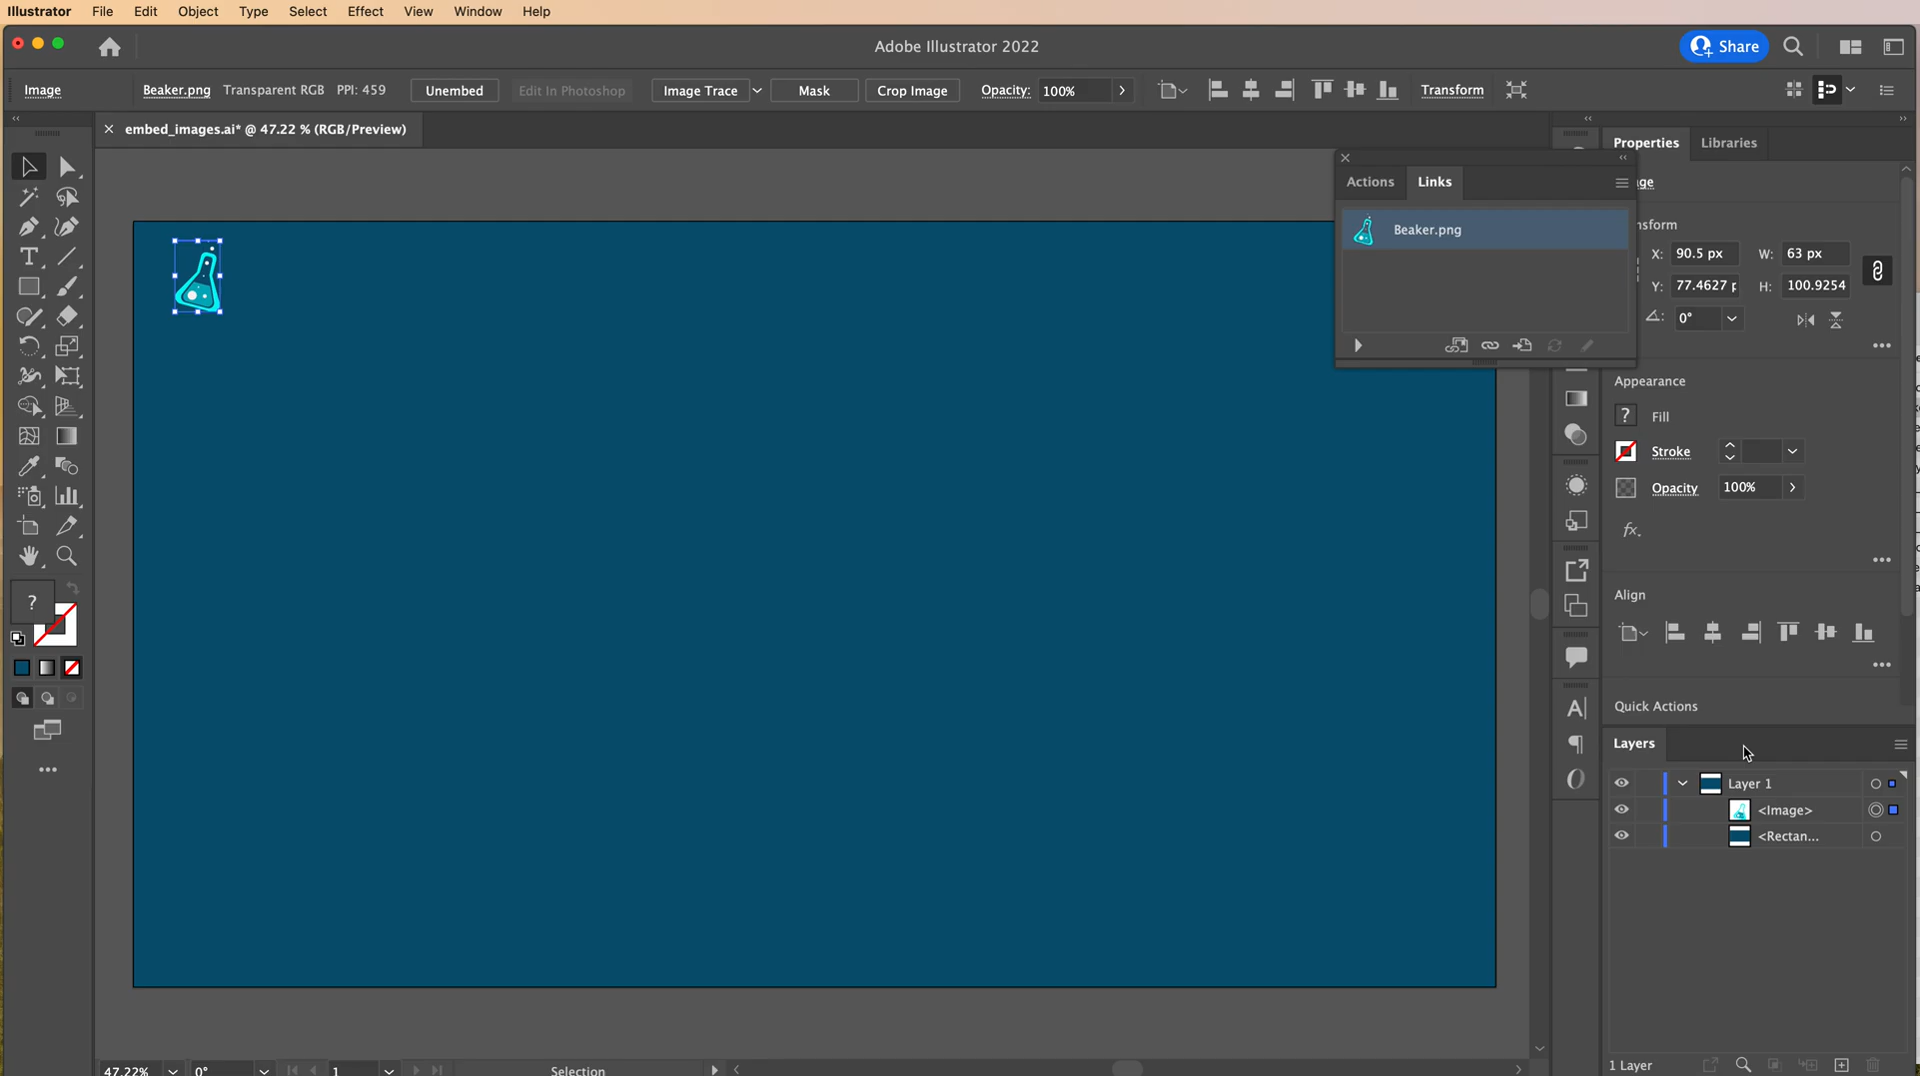 Illustrator File Edit Object Type Select Effect View Window Help
Adobe Illustrator 2022
Share
Image Beaker.png Transparent RGB PPI: 459 Unembed Edit In Photoshop Image Trace Mask Crop Image Opacity: 100% Transform
embed_images.ai* @ 47.22 % (RGB/Preview)
Properties Libraries
Actions Links
Beaker.png
X: 90.5 px W: 63 px
Y: 77.4627 H: 100.9254
0°
Appearance
? Fill
Stroke
Opacity 100%
fx.
Align
?
Quick Actions
Layers
Layer 1
<Image>
<Rectan...
1 Layer
47.22% 0° 1 Selection